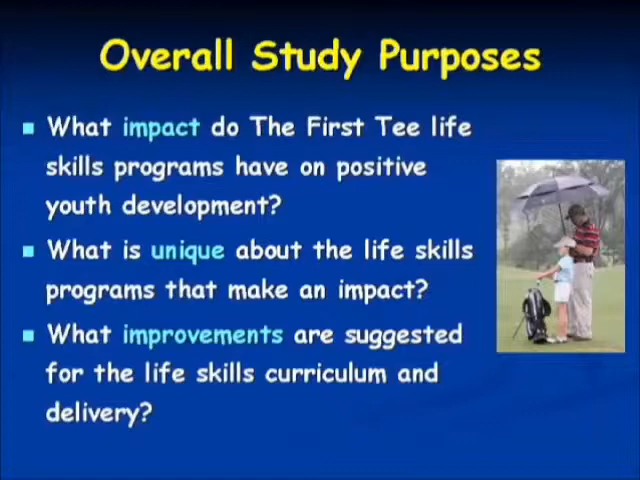 Overall Study Purposes
What impact do The First Tee life
skills programs have on positive
youth development?
What is unique about the life skills
programs that make an impact?
What improvements are suggested
for the life skills curriculum and
delivery?